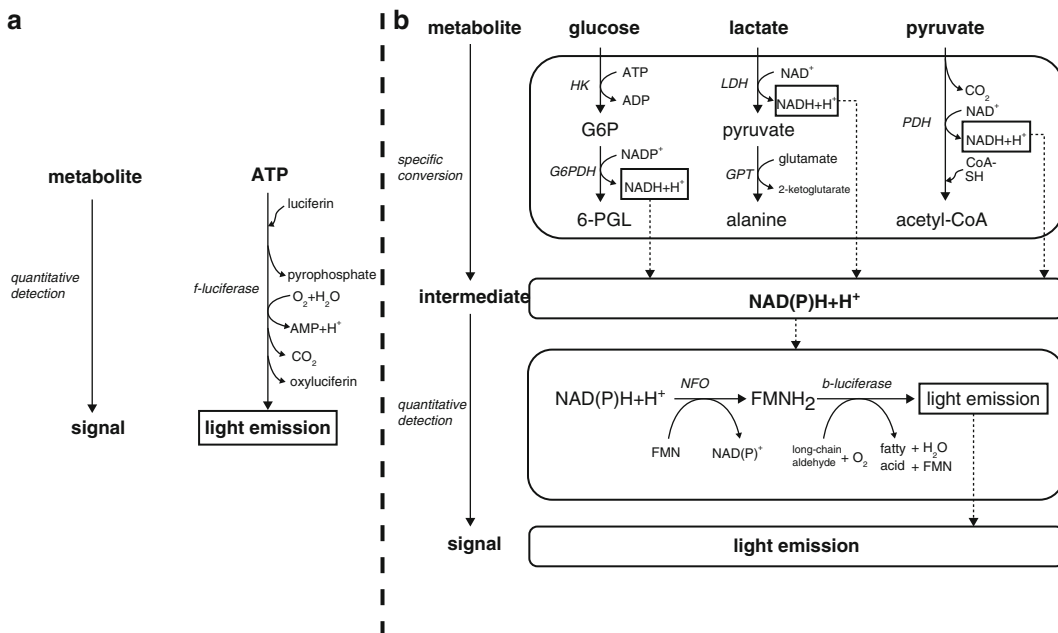 a
metabolite
ATP
luciferin
quantitative
detection
f-luciferase
pyrophosphate
O₂+H₂O
AMP+H⁺
CO₂
oxyluciferin
signal
light emission
b
metabolite
glucose
lactate
pyruvate
specific
conversion
HK
ATP
ADP
G6P
G6PDH
NADP⁺
NADH+H⁺
6-PGL
LDH
NAD⁺
NADH+H⁺
pyruvate
GPT
glutamate
2-ketoglutarate
alanine
CO₂
PDH
NAD⁺
NADH+H⁺
CoA-
SH
acetyl-CoA
intermediate
NAD(P)H+H⁺
quantitative
detection
NAD(P)H+H⁺
NFO
FMNH₂
b-luciferase
light emission
FMN
NAD(P)⁺
long-chain
aldehyde + O₂
fatty + H₂O
acid + FMN
signal
light emission